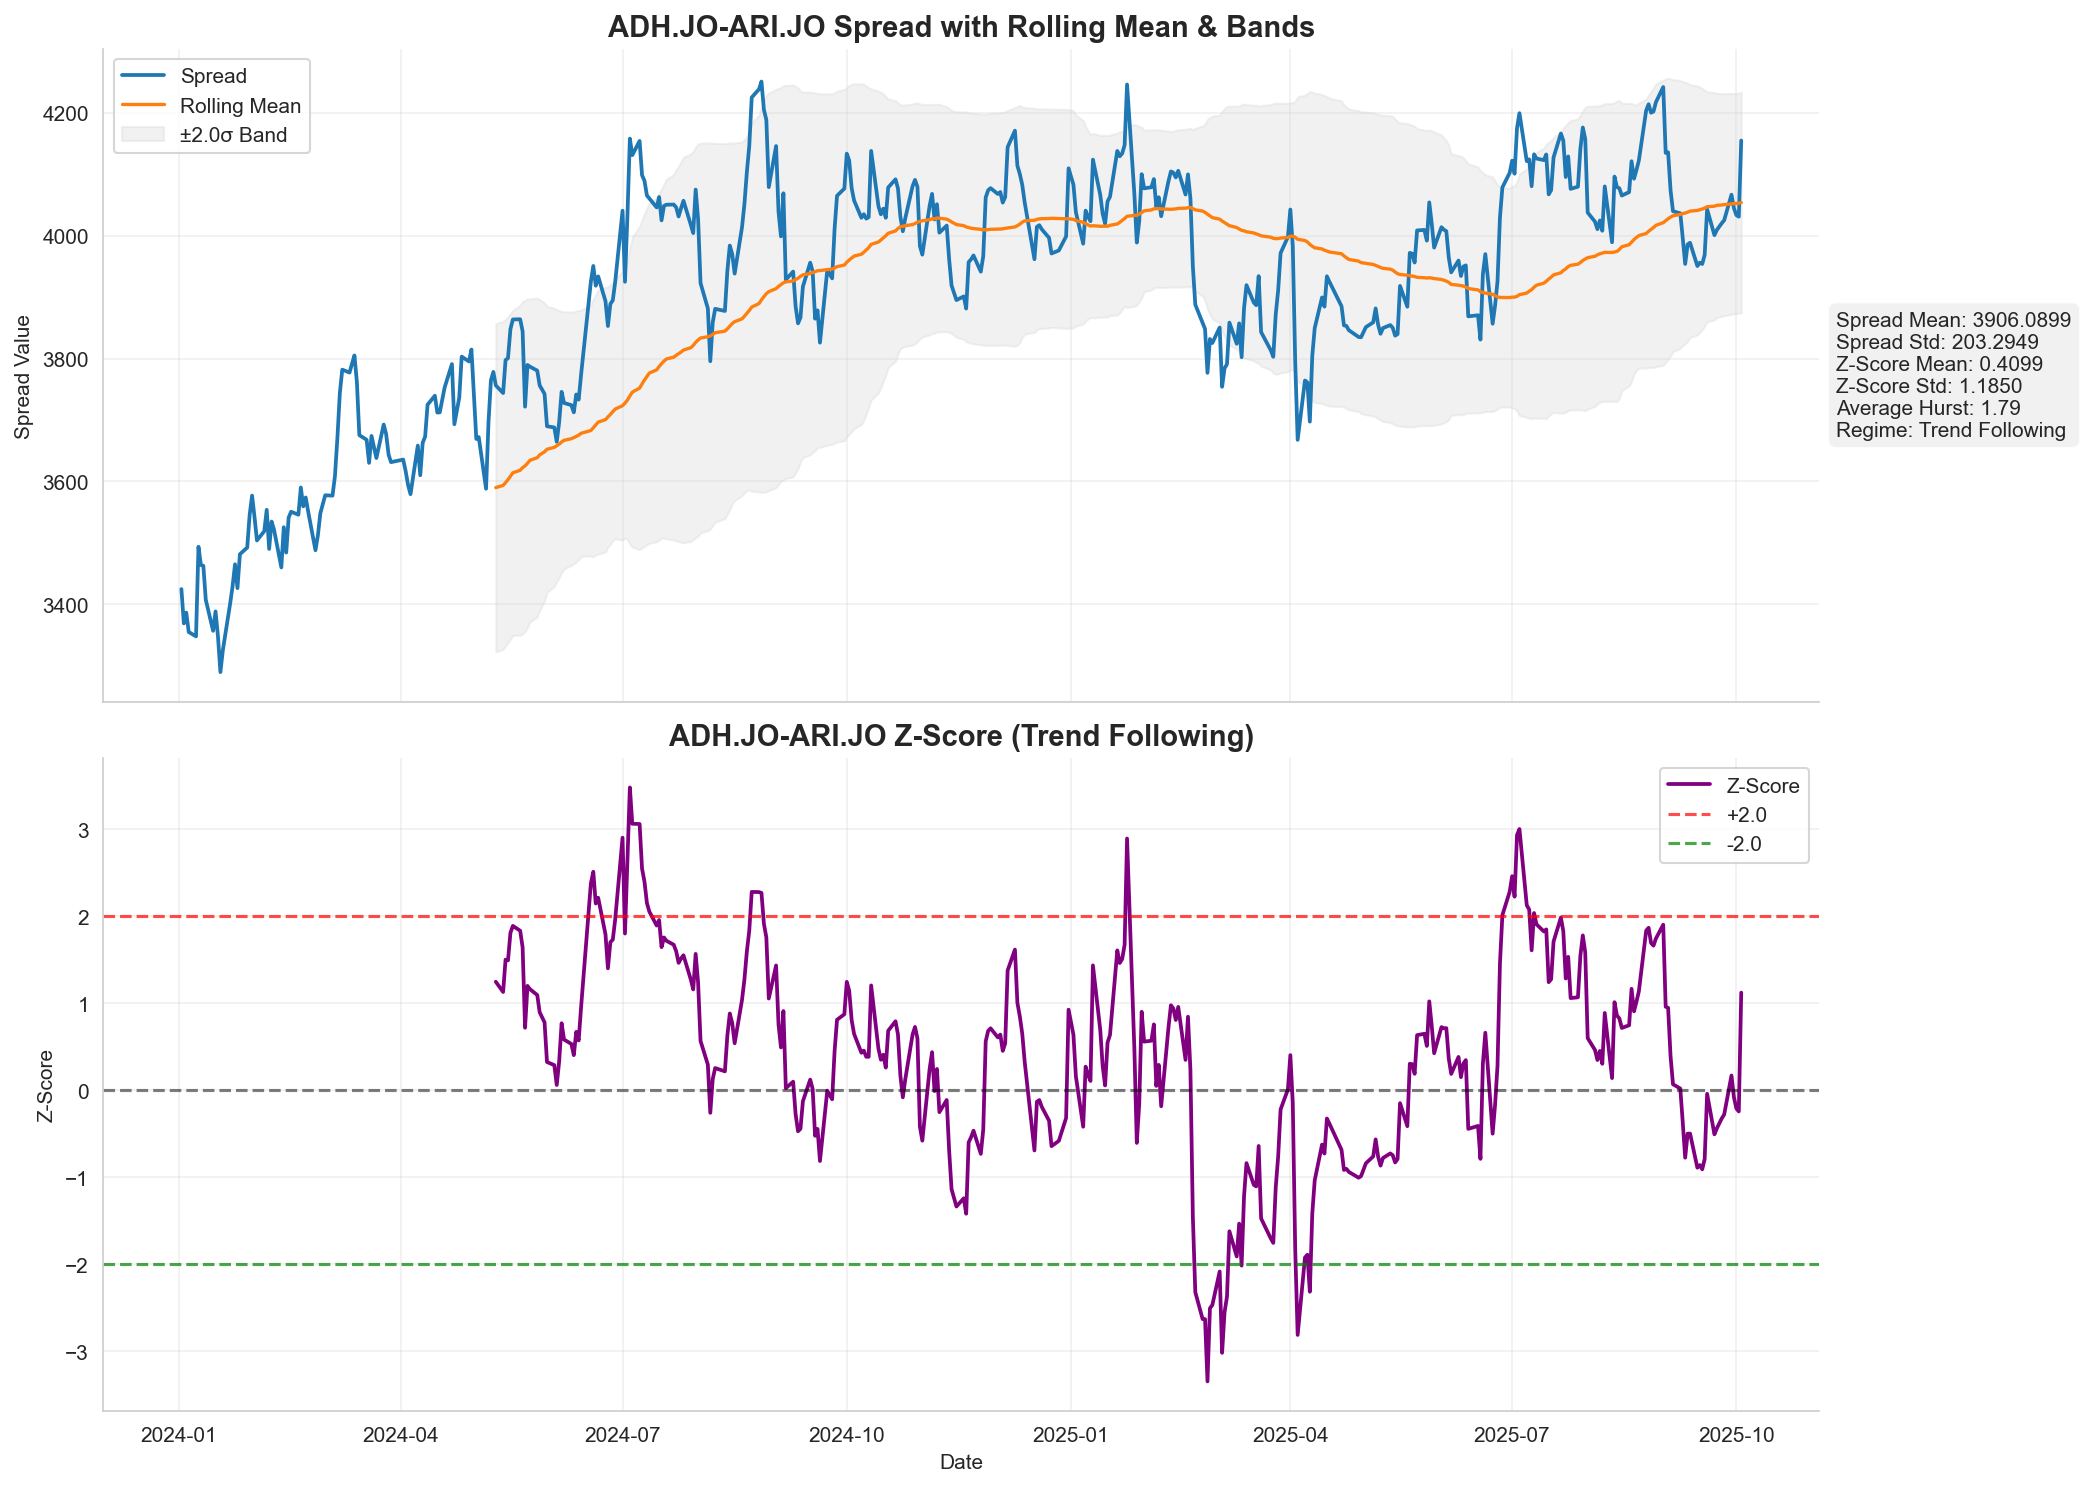 ADH.JO-ARI.JO Spread with Rolling Mean & Bands
Spread
Rolling Mean
±2.0σ Band
4200
4000
3800
3600
3400
Spread Value
Spread Mean: 3906.0899
Spread Std: 203.2949
Z-Score Mean: 0.4099
Z-Score Std: 1.1850
Average Hurst: 1.79
Regime: Trend Following
ADH.JO-ARI.JO Z-Score (Trend Following)
Z-Score
+2.0
-2.0
3
2
1
0
−1
−2
−3
Z-Score
2024-01
2024-04
2024-07
2024-10
2025-01
2025-04
2025-07
2025-10
Date